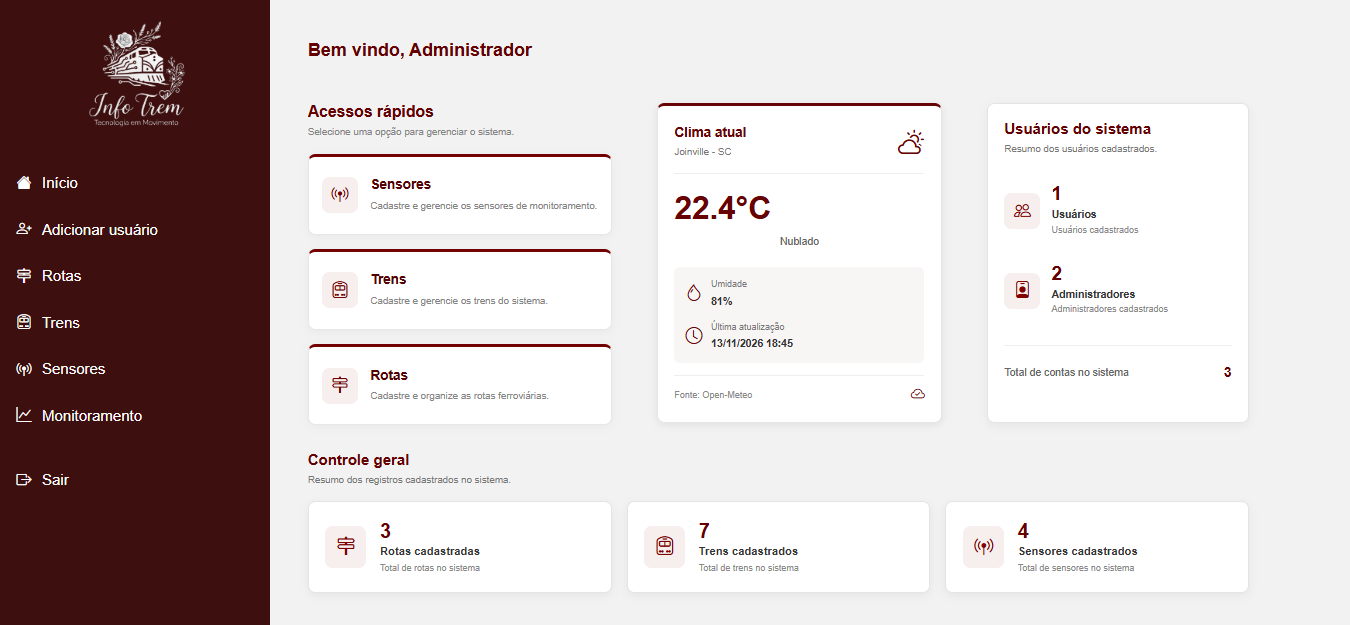 Info Trem
Tecnologia em Movimento
Início
Adicionar usuário
Rotas
Trens
Sensores
Monitoramento
Sair
Bem vindo, Administrador
Acessos rápidos
Selecione uma opção para gerenciar o sistema.
Sensores
Cadastre e gerencie os sensores de monitoramento.
Trens
Cadastre e gerencie os trens do sistema.
Rotas
Cadastre e organize as rotas ferroviárias.
Clima atual
Joinville - SC
22.4°C
Nublado
Umidade
81%
Última atualização
13/11/2026 18:45
Fonte: Open-Meteo
Usuários do sistema
Resumo dos usuários cadastrados.
1
Usuários
Usuários cadastrados
2
Administradores
Administradores cadastrados
Total de contas no sistema 3
Controle geral
Resumo dos registros cadastrados no sistema.
3
Rotas cadastradas
Total de rotas no sistema
7
Trens cadastrados
Total de trens no sistema
4
Sensores cadastrados
Total de sensores no sistema